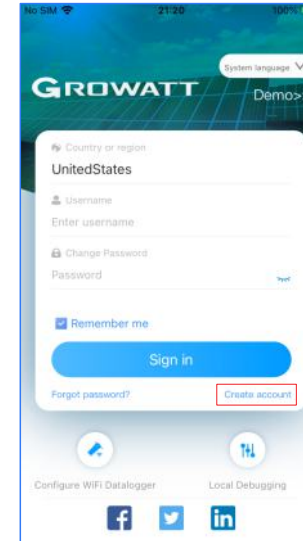 No SIM 21:20 100%
System language
GROWATT
Demo>
Country or region
UnitedStates
Username
Enter username
Change Password
Password
Remember me
Sign in
Forgot password? Create account
Configure WiFi Datalogger Local Debugging